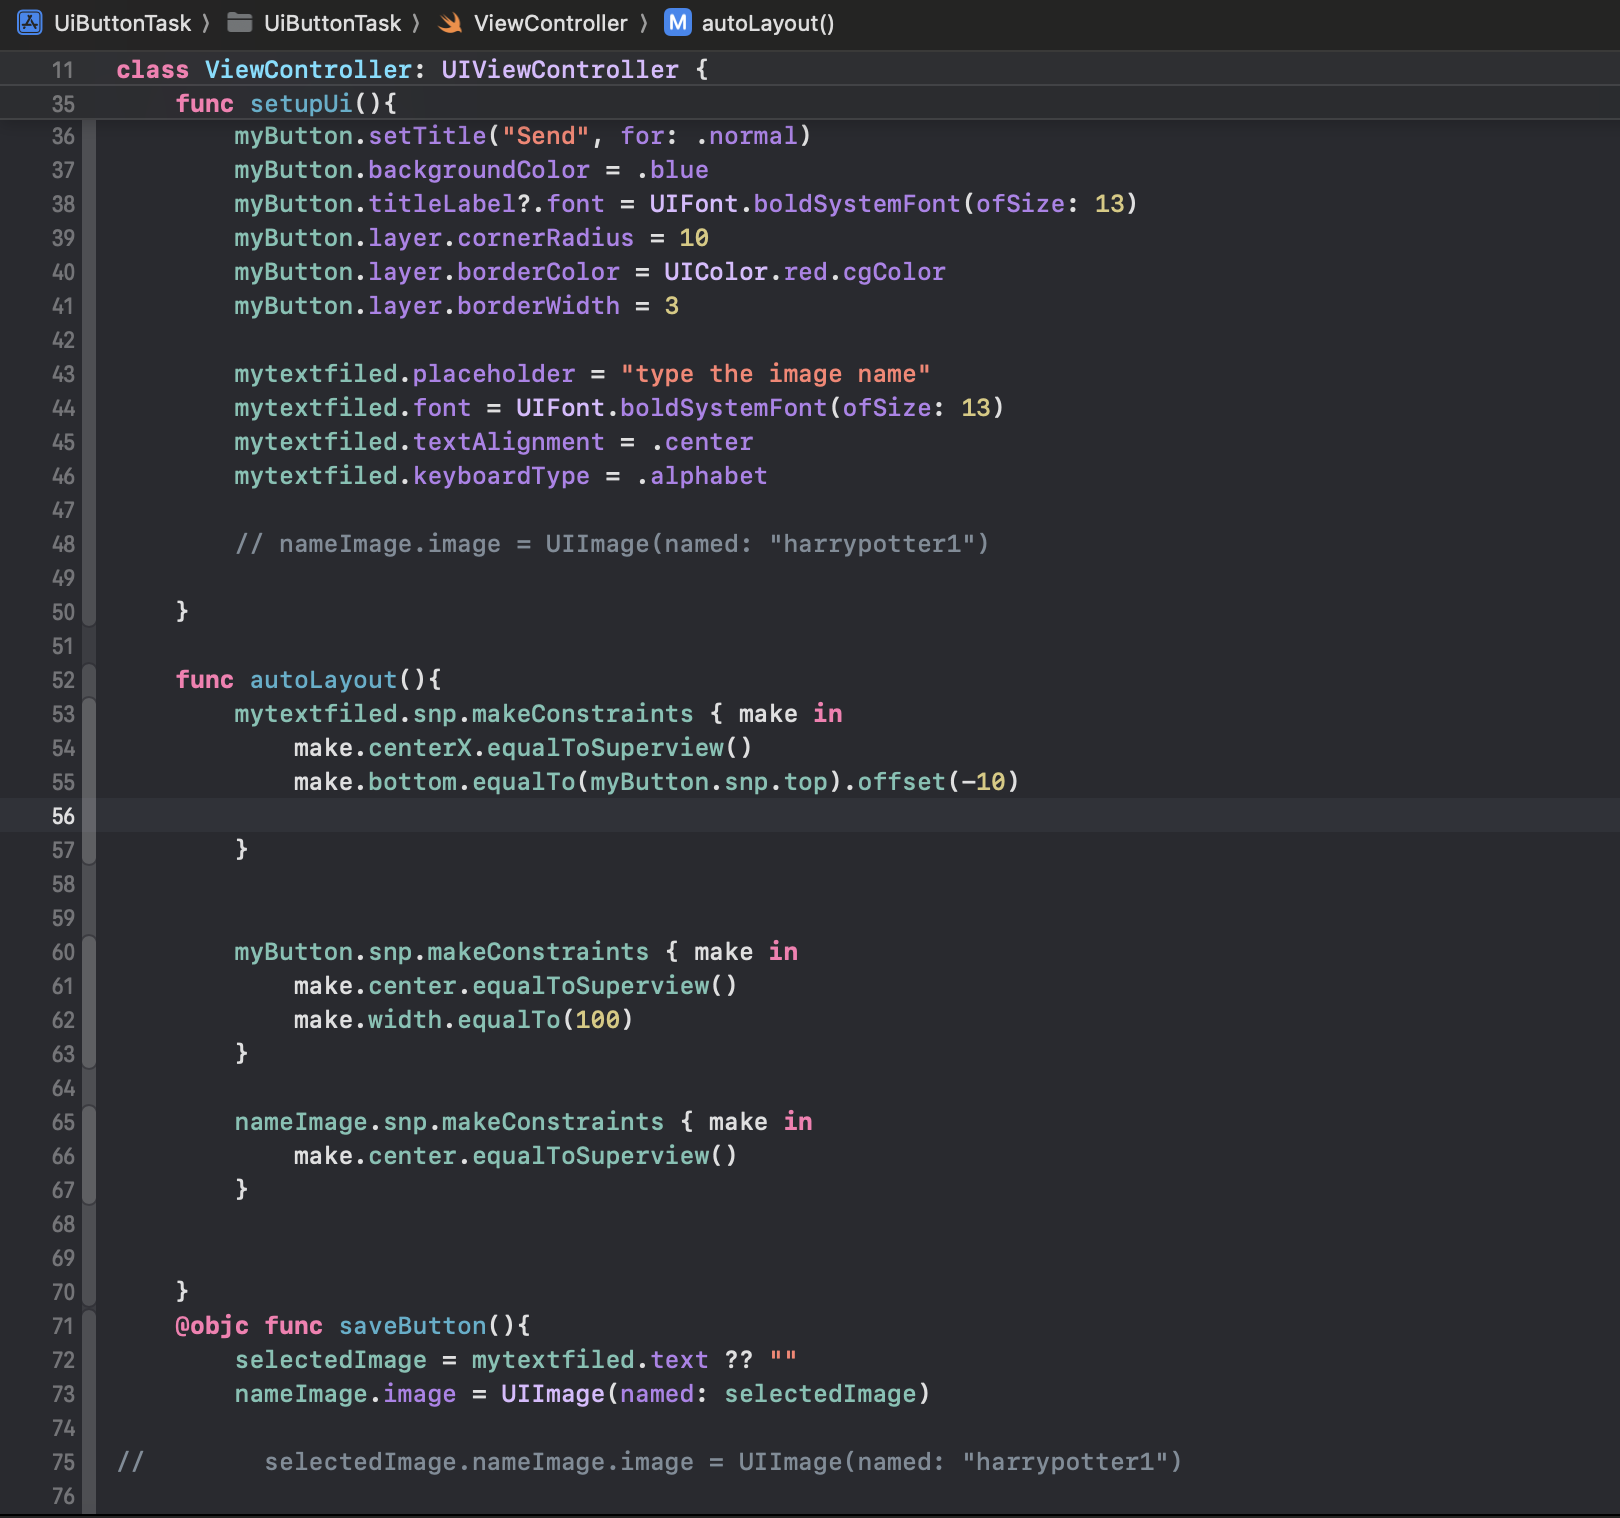 UiButtonTask 〉 UiButtonTask 〉 ViewController 〉 M autoLayout()
11 class ViewController: UIViewController {
35 func setupUi(){
36 myButton.setTitle("Send", for: .normal)
37 myButton.backgroundColor = .blue
38 myButton.titleLabel?.font = UIFont.boldSystemFont(ofSize: 13)
39 myButton.layer.cornerRadius = 10
40 myButton.layer.borderColor = UIColor.red.cgColor
41 myButton.layer.borderWidth = 3
42
43 mytextfiled.placeholder = "type the image name"
44 mytextfiled.font = UIFont.boldSystemFont(ofSize: 13)
45 mytextfiled.textAlignment = .center
46 mytextfiled.keyboardType = .alphabet
47
48 // nameImage.image = UIImage(named: "harrypotter1")
49
50 }
51
52 func autoLayout(){
53 mytextfiled.snp.makeConstraints { make in
54 make.centerX.equalToSuperview()
55 make.bottom.equalTo(myButton.snp.top).offset(-10)
56
57 }
58
59
60 myButton.snp.makeConstraints { make in
61 make.center.equalToSuperview()
62 make.width.equalTo(100)
63 }
64
65 nameImage.snp.makeConstraints { make in
66 make.center.equalToSuperview()
67 }
68
69
70 }
71 @objc func saveButton(){
72 selectedImage = mytextfiled.text ?? ""
73 nameImage.image = UIImage(named: selectedImage)
74
75 // selectedImage.nameImage.image = UIImage(named: "harrypotter1")
76